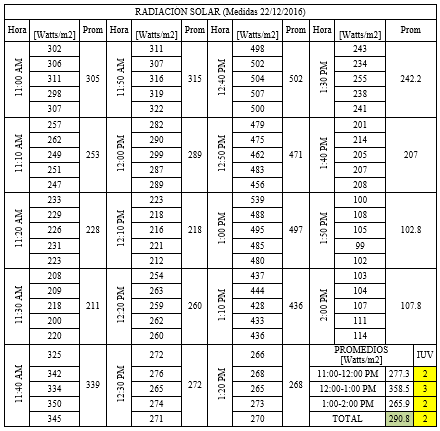 RADIACION SOLAR (Medidas 22/12/2016)
Hora [Watts/m2] Prom Hora [Watts/m2] Prom Hora [Watts/m2] Prom Hora [Watts/m2] Prom
11:00 AM 302 305 11:50 AM 311 315 12:40 PM 498 502 1:30 PM 243 242.2
306 307 502 234
311 316 504 255
298 319 507 238
307 322 500 241
11:10 AM 257 253 12:00 PM 282 289 12:50 PM 479 471 1:40 PM 201 207
262 290 475 214
249 299 462 205
251 287 483 207
247 289 456 208
11:20 AM 233 228 12:10 PM 223 218 1:00 PM 539 497 1:50 PM 100 102.8
229 218 488 108
226 216 495 105
231 221 485 99
223 212 480 102
11:30 AM 208 211 12:20 PM 254 260 1:10 PM 437 436 2:00 PM 103 107.8
209 263 444 104
218 259 428 107
200 262 433 111
220 260 436 114
11:40 AM 325 339 12:30 PM 272 272 1:20 PM 266 268 PROMEDIOS [Watts/m2] IUV
342 276 268 11:00-12:00 PM 277.3 2
334 265 265 12:00-1:00 PM 358.5 3
350 274 273 1:00-2:00 PM 265.9 2
345 271 270 TOTAL 290.8 2